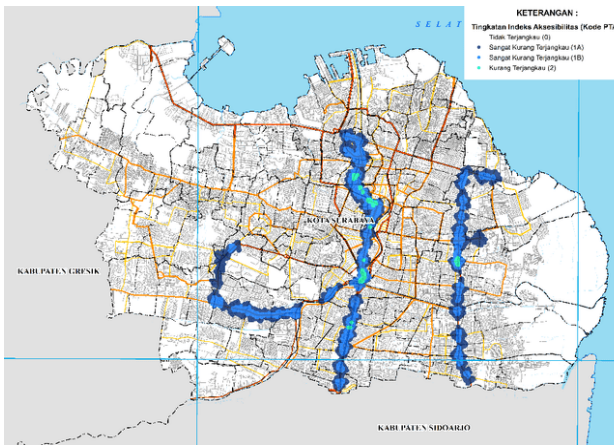 SELAT
KETERANGAN :
Tingkatan Indeks Aksesibilitas (Kode PTA
Tidak Terjangkau (0)
Sangat Kurang Terjangkau (1A)
Sangat Kurang Terjangkau (1B)
Kurang Terjangkau (2)
KOTA SURABAYA
KABUPATEN GRESIK
KABUPATEN SIDOARJO